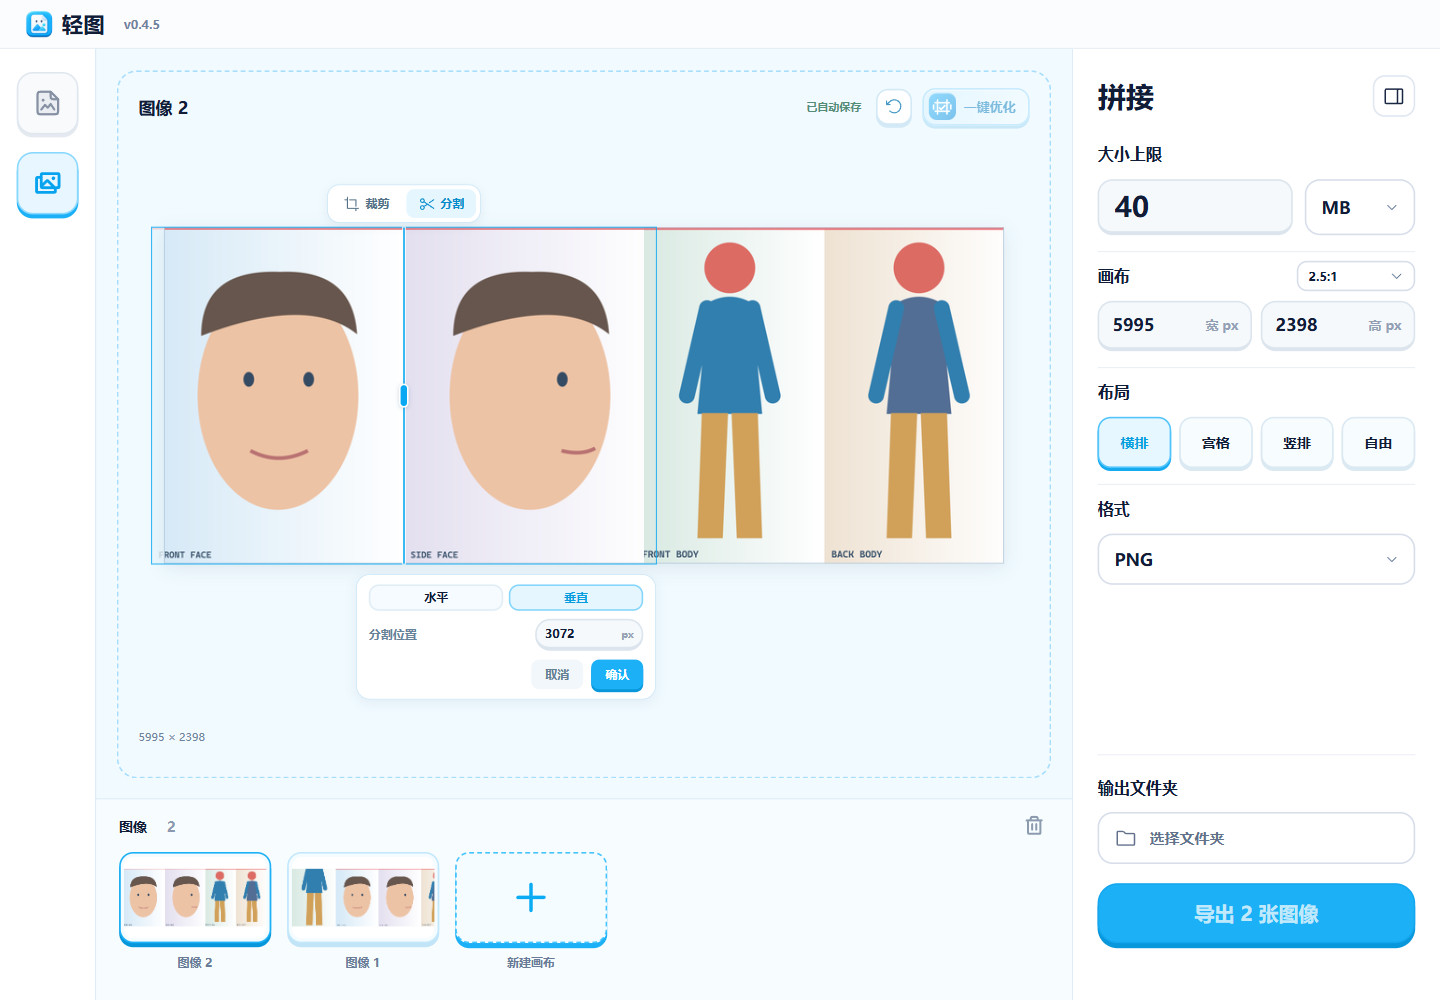 轻图 v0.4.5
图像 2
已自动保存
一键优化
裁剪
分割
RONT FACE
SIDE FACE
FRONT BODY
BACK BODY
水平
垂直
分割位置
3072 px
取消
确认
5995 × 2398
图像 2
图像 2
图像 1
新建画布
拼接
大小上限
40
MB
画布
2.5:1
5995 宽 px
2398 高 px
布局
横排
宫格
竖排
自由
格式
PNG
输出文件夹
选择文件夹
导出 2 张图像